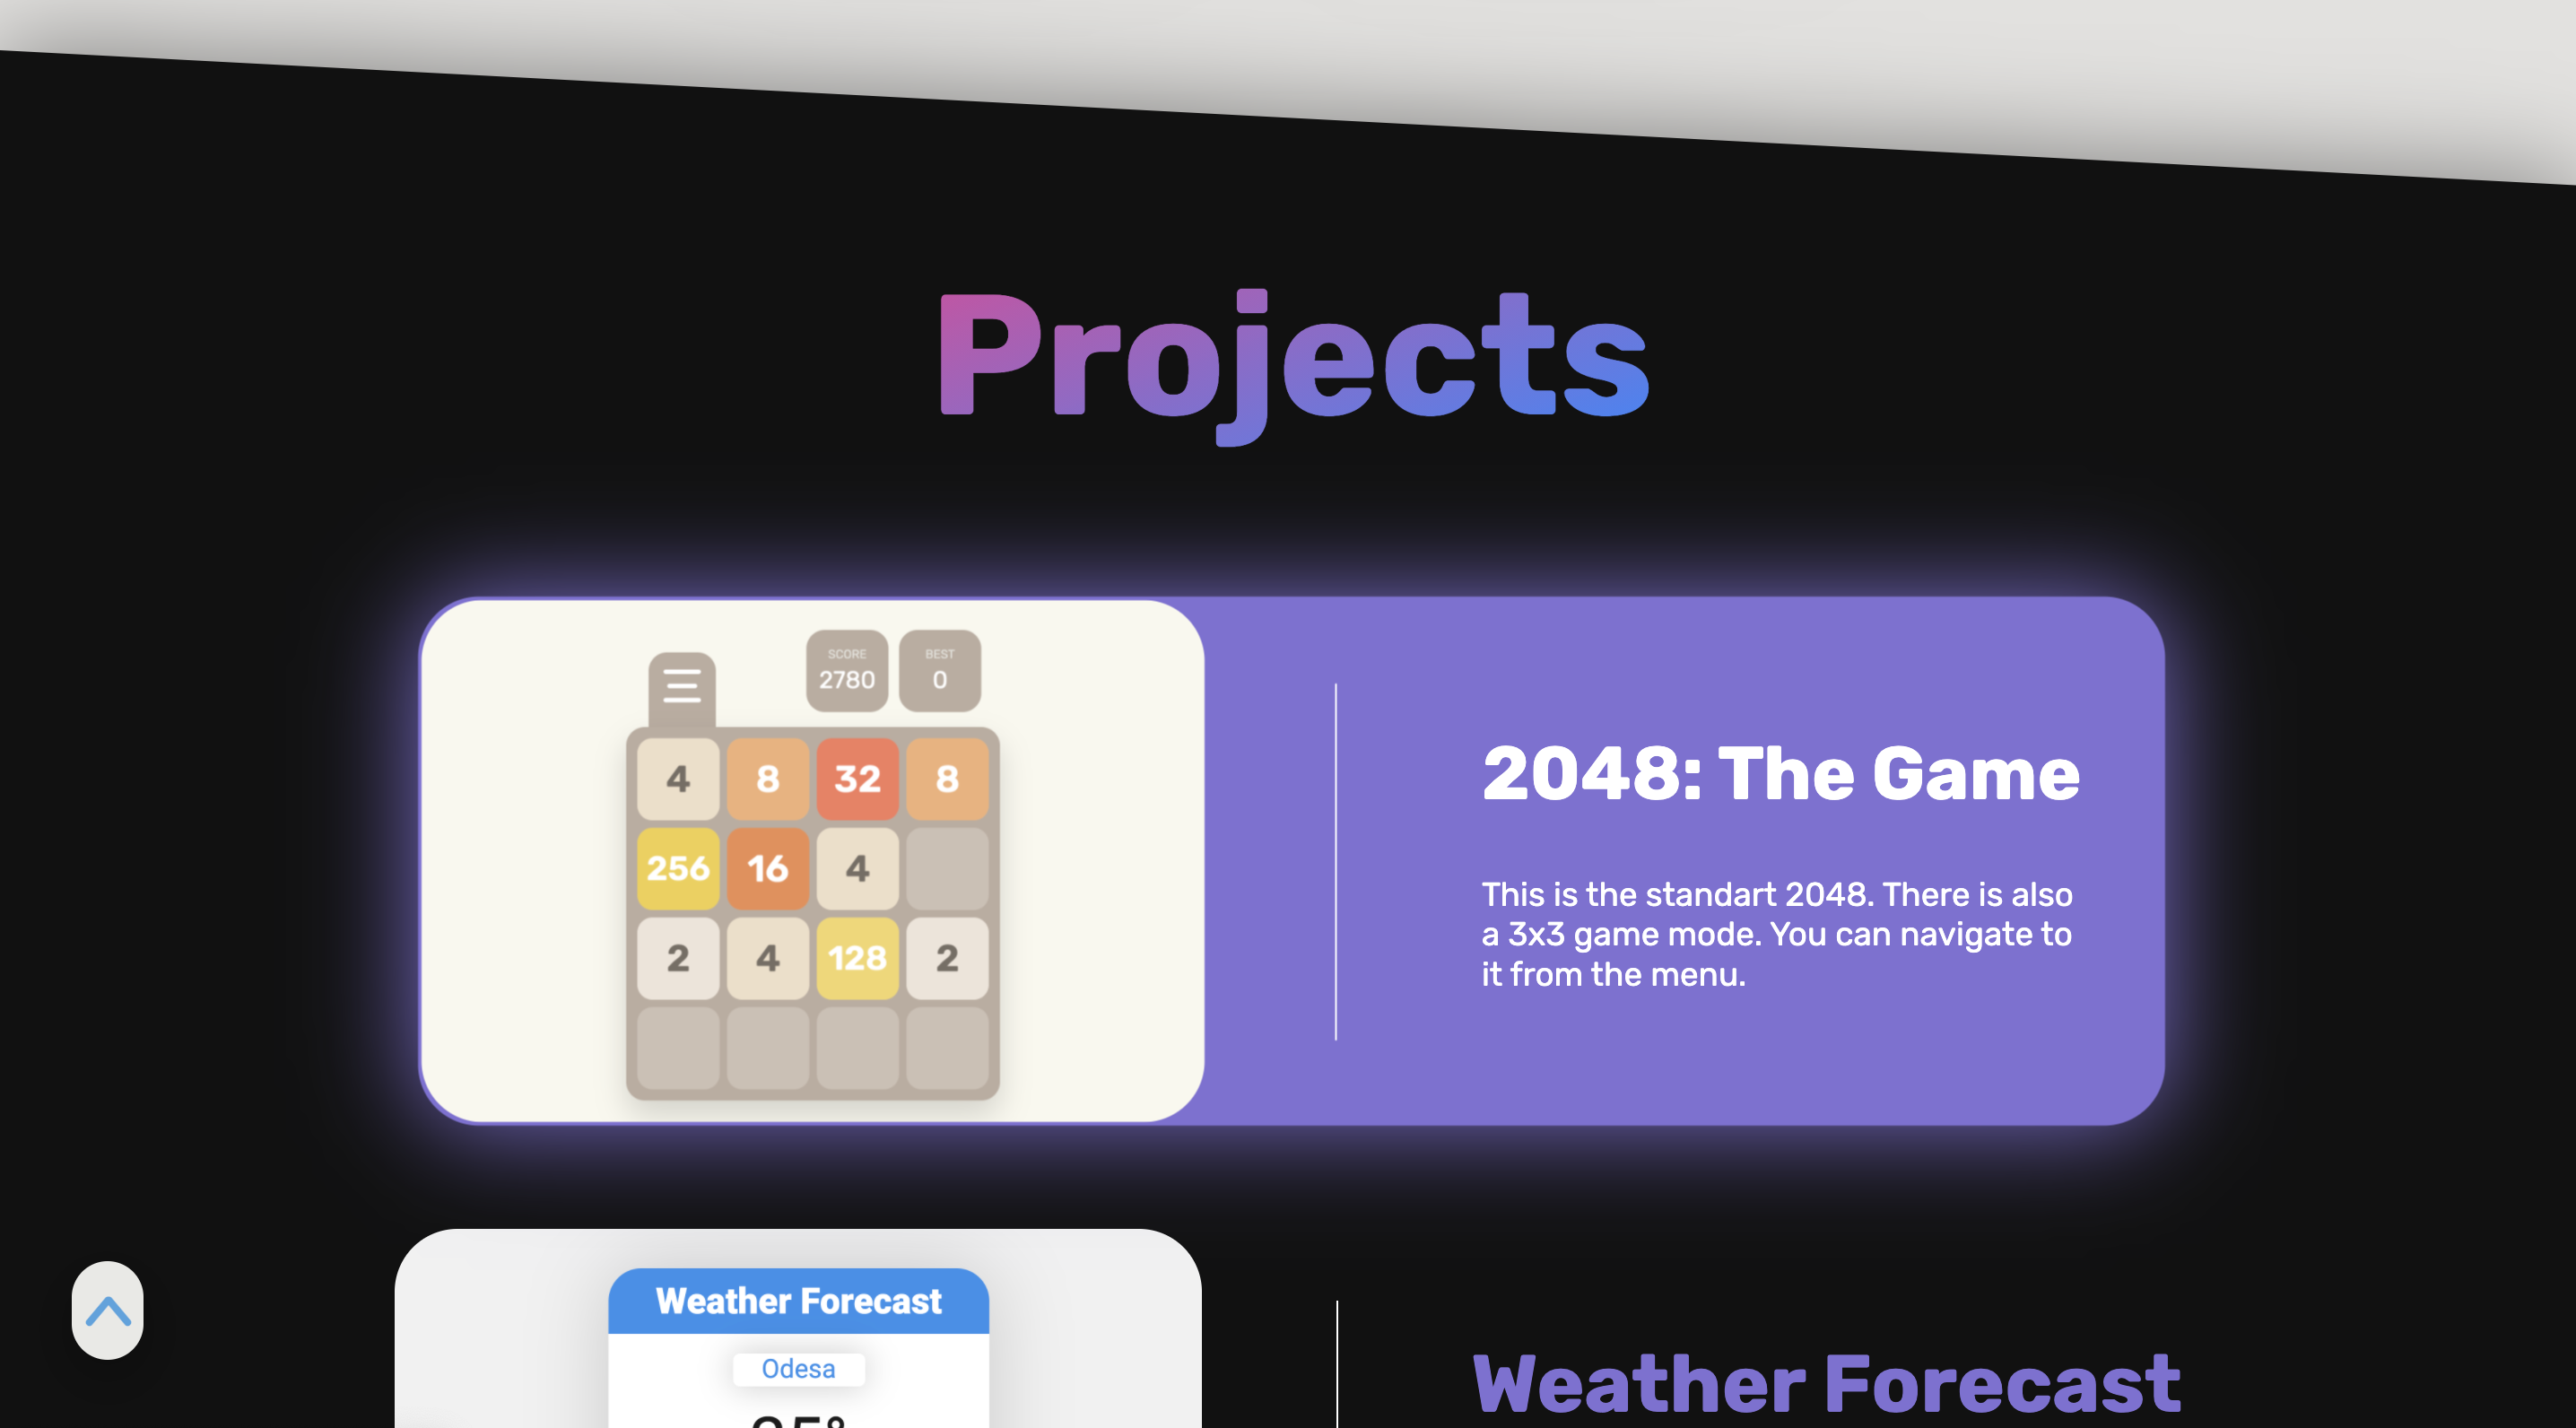 Projects
SCORE BEST
2780 0
4 8 32 8
256 16 4
2 4 128 2
2048: The Game
This is the standart 2048. There is also
a 3x3 game mode. You can navigate to
it from the menu.
Weather Forecast
Odesa
Weather Forecast